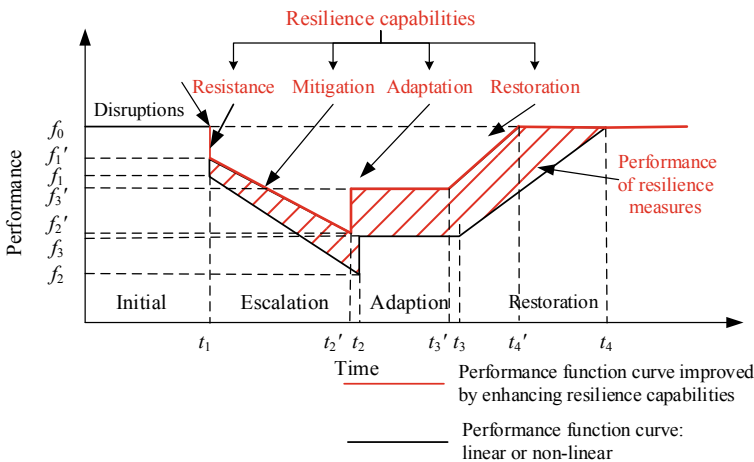 Resilience capabilities
Resistance Mitigation Adaptation Restoration
Disruptions
f₀
f₁′
f₁
f₃′
f₂′
f₃
f₂
Performance
Performance
of resilience
measures
Initial Escalation Adaption Restoration
t₁ t₂′ t₂ t₃′ t₃ t₄′ t₄
Time
Performance function curve improved
by enhancing resilience capabilities
Performance function curve:
linear or non-linear